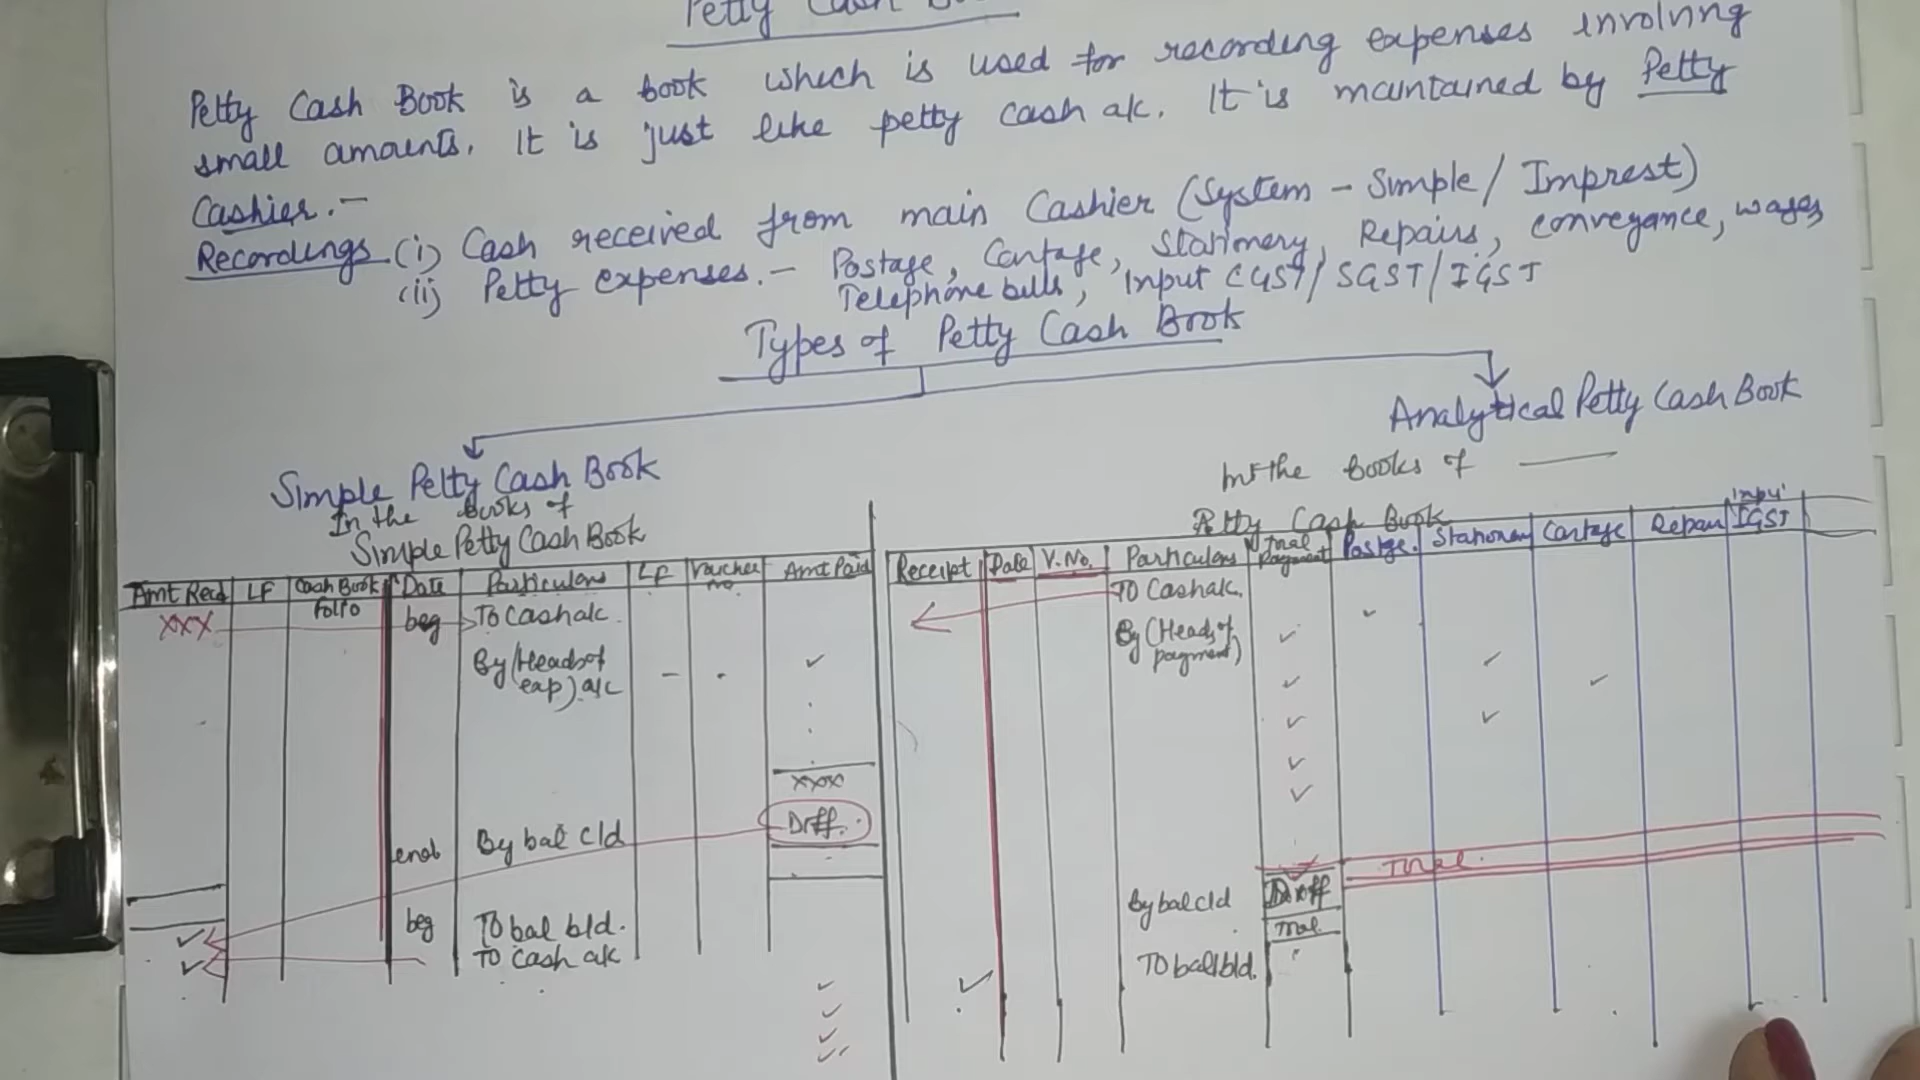 Petty Cash Book
Petty Cash Book is a book which is used for recording expenses involving
small amounts. It is just like petty cash a/c. It is maintained by Petty
Cashier.-
Recordings (i) Cash received from main Cashier (System - Simple/ Imprest)
(ii) Petty expenses.- Postage, Cartage, Stationery, Repairs, conveyance, wages,
Telephone bills, Input CGST/SGST/IGST
Types of Petty Cash Book
Simple Petty Cash Book
Analytical Petty Cash Book
In the books of
Simple Petty Cash Book
Amt Recd LF Cash Book Folio Date Particulars LF Voucher no. Amt Paid
XXX beg To Cash a/c.
By (Heads of exp) a/c - .
xxx
end By bal c/d Diff.
beg To bal b/d.
To cash a/c
In the books of
Petty Cash Book
Receipt Date V.No. Particulars Total Payment Postge. Stationery Cartage Repair Input IGST
To Cash a/c.
By (Heads of payment)
Total.
By bal c/d Diff
Total
To bal b/d.